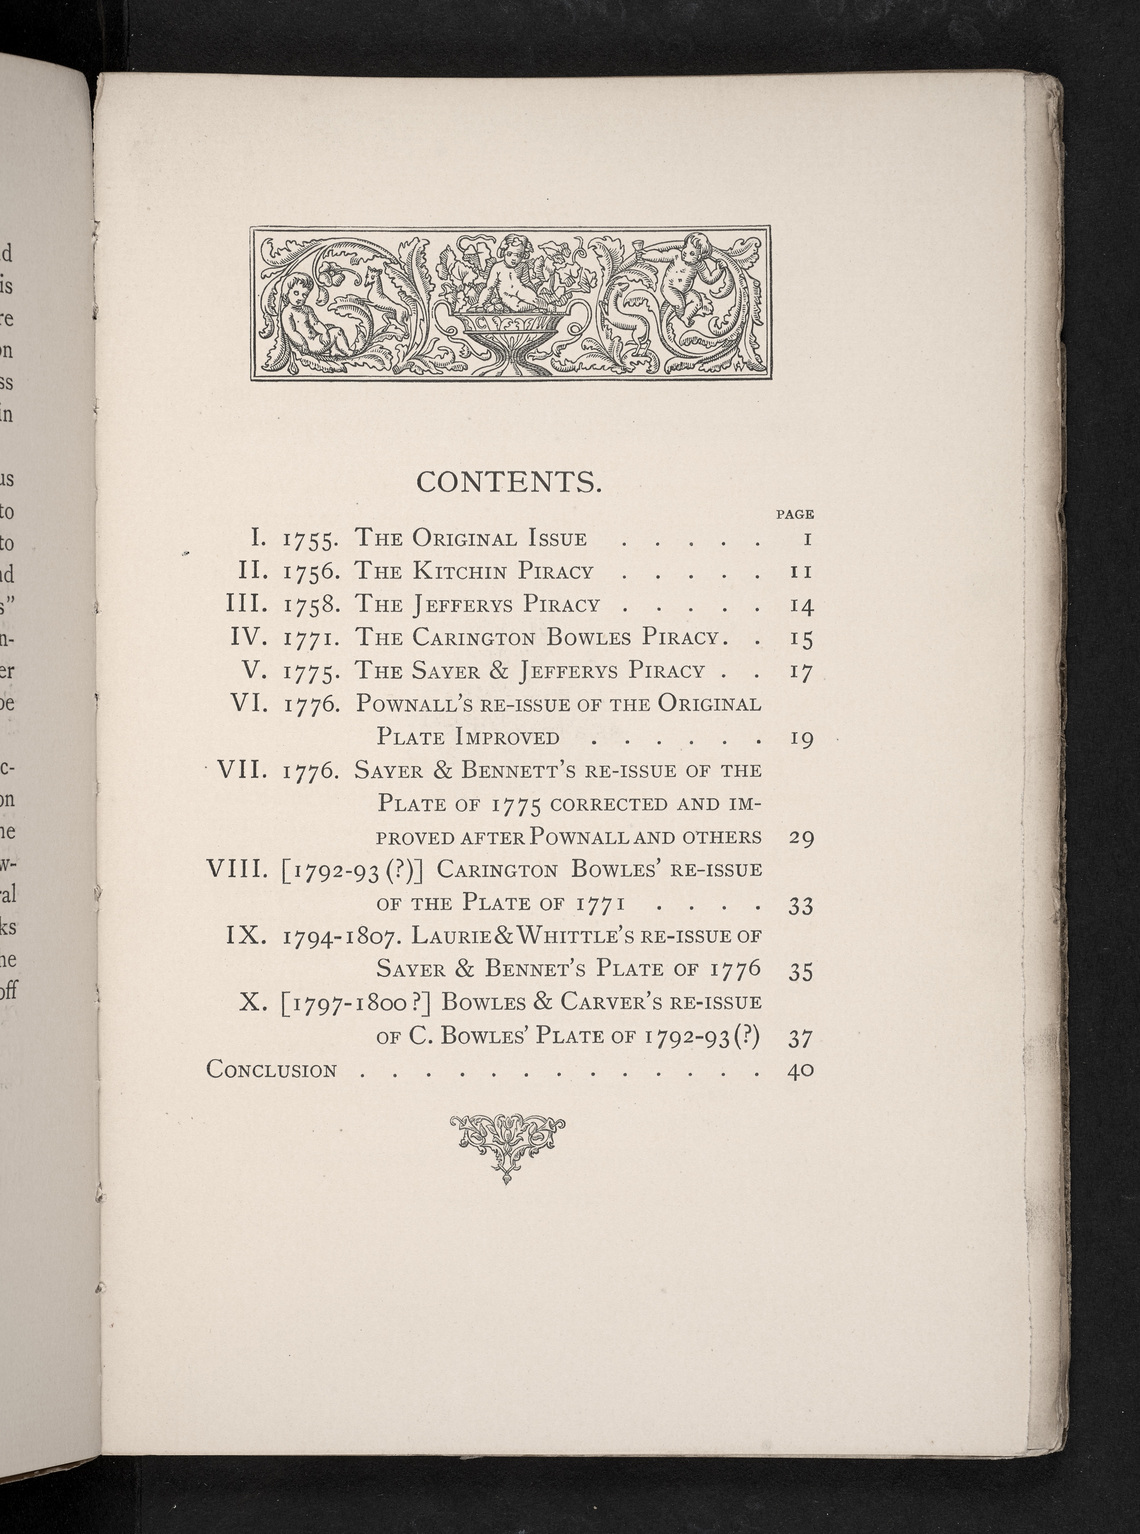 d
is
re
on
ss
in
us
to
to
nd
s”
n-
er
be
c-
on
he
w-
ral
ks
he
off
CONTENTS.
PAGE
I. 1755. The Original Issue . . . . . 1
II. 1756. The Kitchin Piracy . . . . . 11
III. 1758. The Jefferys Piracy . . . . . 14
IV. 1771. The Carington Bowles Piracy. . 15
V. 1775. The Sayer & Jefferys Piracy . . 17
VI. 1776. Pownall’s re-issue of the Original
Plate Improved . . . . . . 19
VII. 1776. Sayer & Bennett’s re-issue of the
Plate of 1775 corrected and im-
proved after Pownall and others 29
VIII. [1792-93 (?)] Carington Bowles’ re-issue
of the Plate of 1771 . . . . 33
IX. 1794-1807. Laurie & Whittle’s re-issue of
Sayer & Bennet’s Plate of 1776 35
X. [1797-1800?] Bowles & Carver’s re-issue
of C. Bowles’ Plate of 1792-93 (?) 37
Conclusion . . . . . . . . . . . . . 40